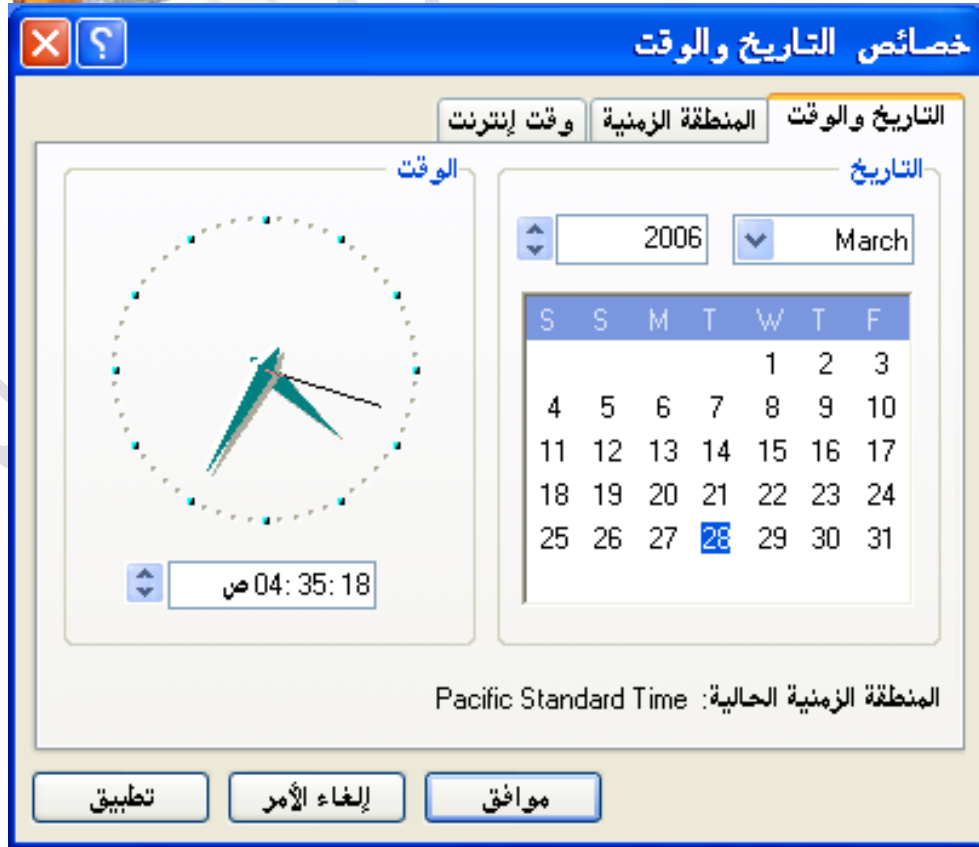 خصائص التاريخ والوقت
التاريخ والوقت المنطقة الزمنية وقت إنترنت
التاريخ
March 2006
S S M T W T F
1 2 3
4 5 6 7 8 9 10
11 12 13 14 15 16 17
18 19 20 21 22 23 24
25 26 27 28 29 30 31
الوقت
04:35:18 ص
المنطقة الزمنية الحالية: Pacific Standard Time
موافق إلغاء الأمر تطبيق